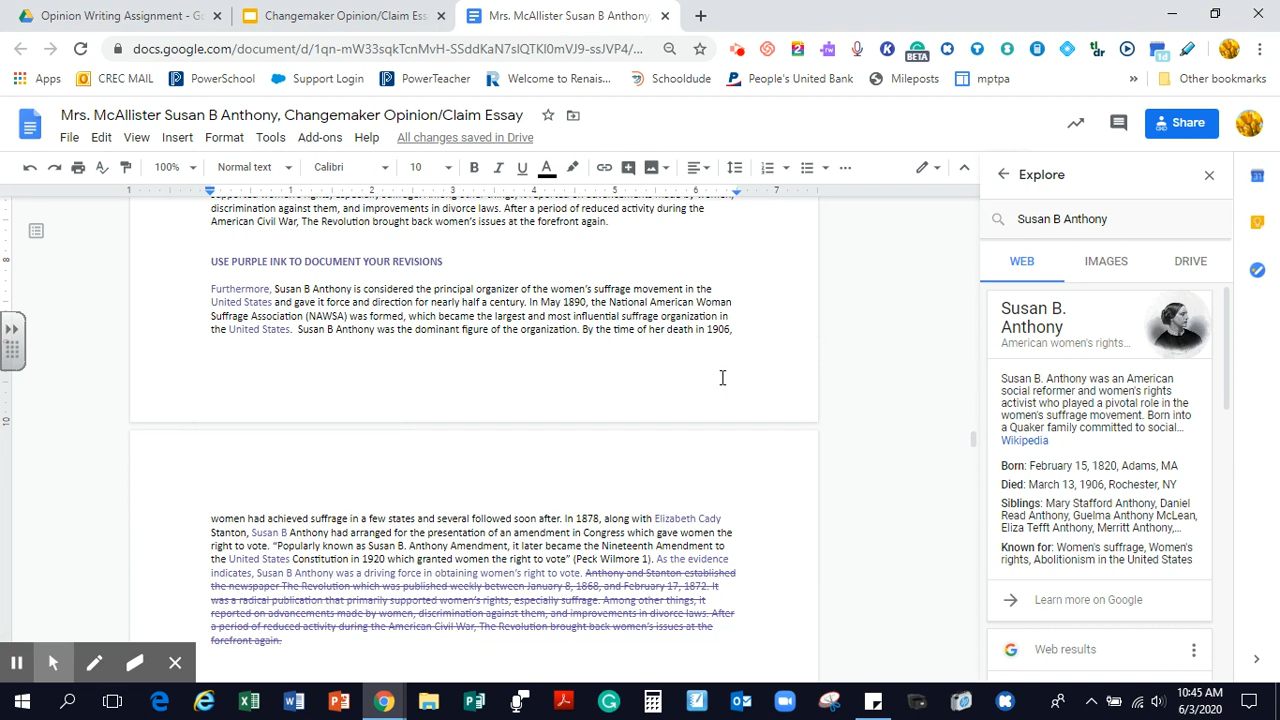 Opinion Writing Assignment - G
Changemaker Opinion/Claim Ess
Mrs. McAllister Susan B Anthony,
docs.google.com/document/d/1qn-mW33sqkTcnMvH-SSddKaN7slQTKl0mVJ9-ssJVP4/...
Apps
CREC MAIL
PowerSchool
Support Login
PowerTeacher
Welcome to Renais...
Schooldude
People's United Bank
Mileposts
mptpa
»
Other bookmarks
Mrs. McAllister Susan B Anthony, Changemaker Opinion/Claim Essay
File Edit View Insert Format Tools Add-ons Help All changes saved in Drive
Share
100% Normal text Calibri 10 B I U A
supported women's rights, especially suffrage. Among other things, it reported on advancements made by women,
discrimination against them, and improvements in divorce laws. After a period of reduced activity during the
American Civil War, The Revolution brought back women's issues at the forefront again.
USE PURPLE INK TO DOCUMENT YOUR REVISIONS
Furthermore, Susan B Anthony is considered the principal organizer of the women's suffrage movement in the
United States and gave it force and direction for nearly half a century. In May 1890, the National American Woman
Suffrage Association (NAWSA) was formed, which became the largest and most influential suffrage organization in
the United States. Susan B Anthony was the dominant figure of the organization. By the time of her death in 1906,
women had achieved suffrage in a few states and several followed soon after. In 1878, along with Elizabeth Cady
Stanton, Susan B Anthony had arranged for the presentation of an amendment in Congress which gave women the
right to vote. "Popularly known as Susan B. Anthony Amendment, it later became the Nineteenth Amendment to
the United States Constitution in 1920 which granted women the right to vote" (Peck Wilmore 1). As the evidence
indicates, Susan B Anthony was a driving force in obtaining women's right to vote. Anthony and Stanton established
the newspaper The Revolution which was published weekly between January 8, 1868, and February 17, 1872. It
was a radical publication that primarily supported women's rights, especially suffrage. Among other things, it
reported on advancements made by women, discrimination against them, and improvements in divorce laws. After
a period of reduced activity during the American Civil War, The Revolution brought back women's issues at the
forefront again.
Explore
Susan B Anthony
WEB IMAGES DRIVE
Susan B.
Anthony
American women's rights...
Susan B. Anthony was an American
social reformer and women's rights
activist who played a pivotal role in the
women's suffrage movement. Born into
a Quaker family committed to social...
Wikipedia
Born: February 15, 1820, Adams, MA
Died: March 13, 1906, Rochester, NY
Siblings: Mary Stafford Anthony, Daniel
Read Anthony, Guelma Anthony McLean,
Eliza Tefft Anthony, Merritt Anthony,...
Known for: Women's suffrage, Women's
rights, Abolitionism in the United States
Learn more on Google
Web results
10:45 AM
6/3/2020